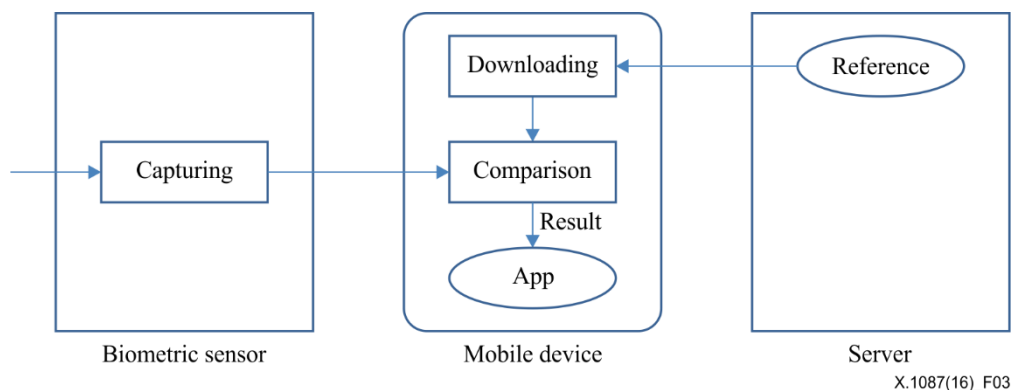 Downloading
Reference
Capturing
Comparison
Result
App
Biometric sensor
Mobile device
Server
X.1087(16)_F03